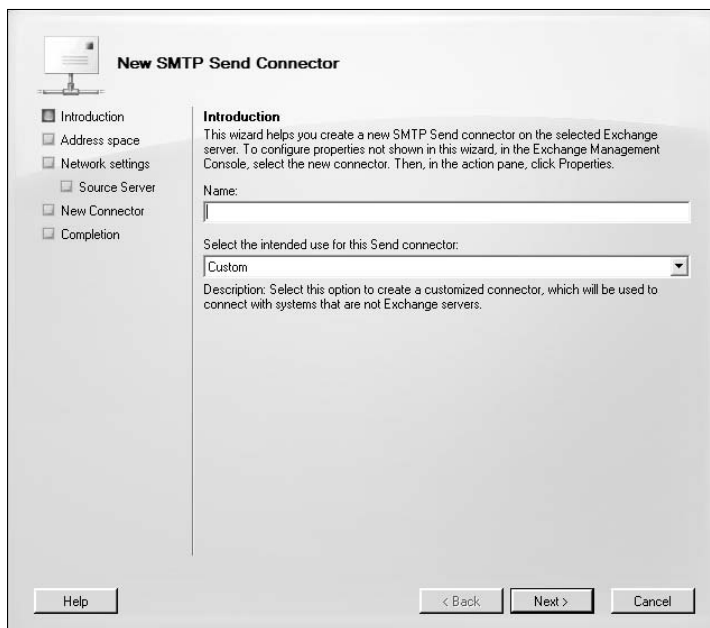 New SMTP Send Connector
Introduction
Address space
Network settings
Source Server
New Connector
Completion
Introduction
This wizard helps you create a new SMTP Send connector on the selected Exchange
server. To configure properties not shown in this wizard, in the Exchange Management
Console, select the new connector. Then, in the action pane, click Properties.
Name:
Select the intended use for this Send connector:
Custom
Description: Select this option to create a customized connector, which will be used to
connect with systems that are not Exchange servers.
Help
< Back
Next >
Cancel